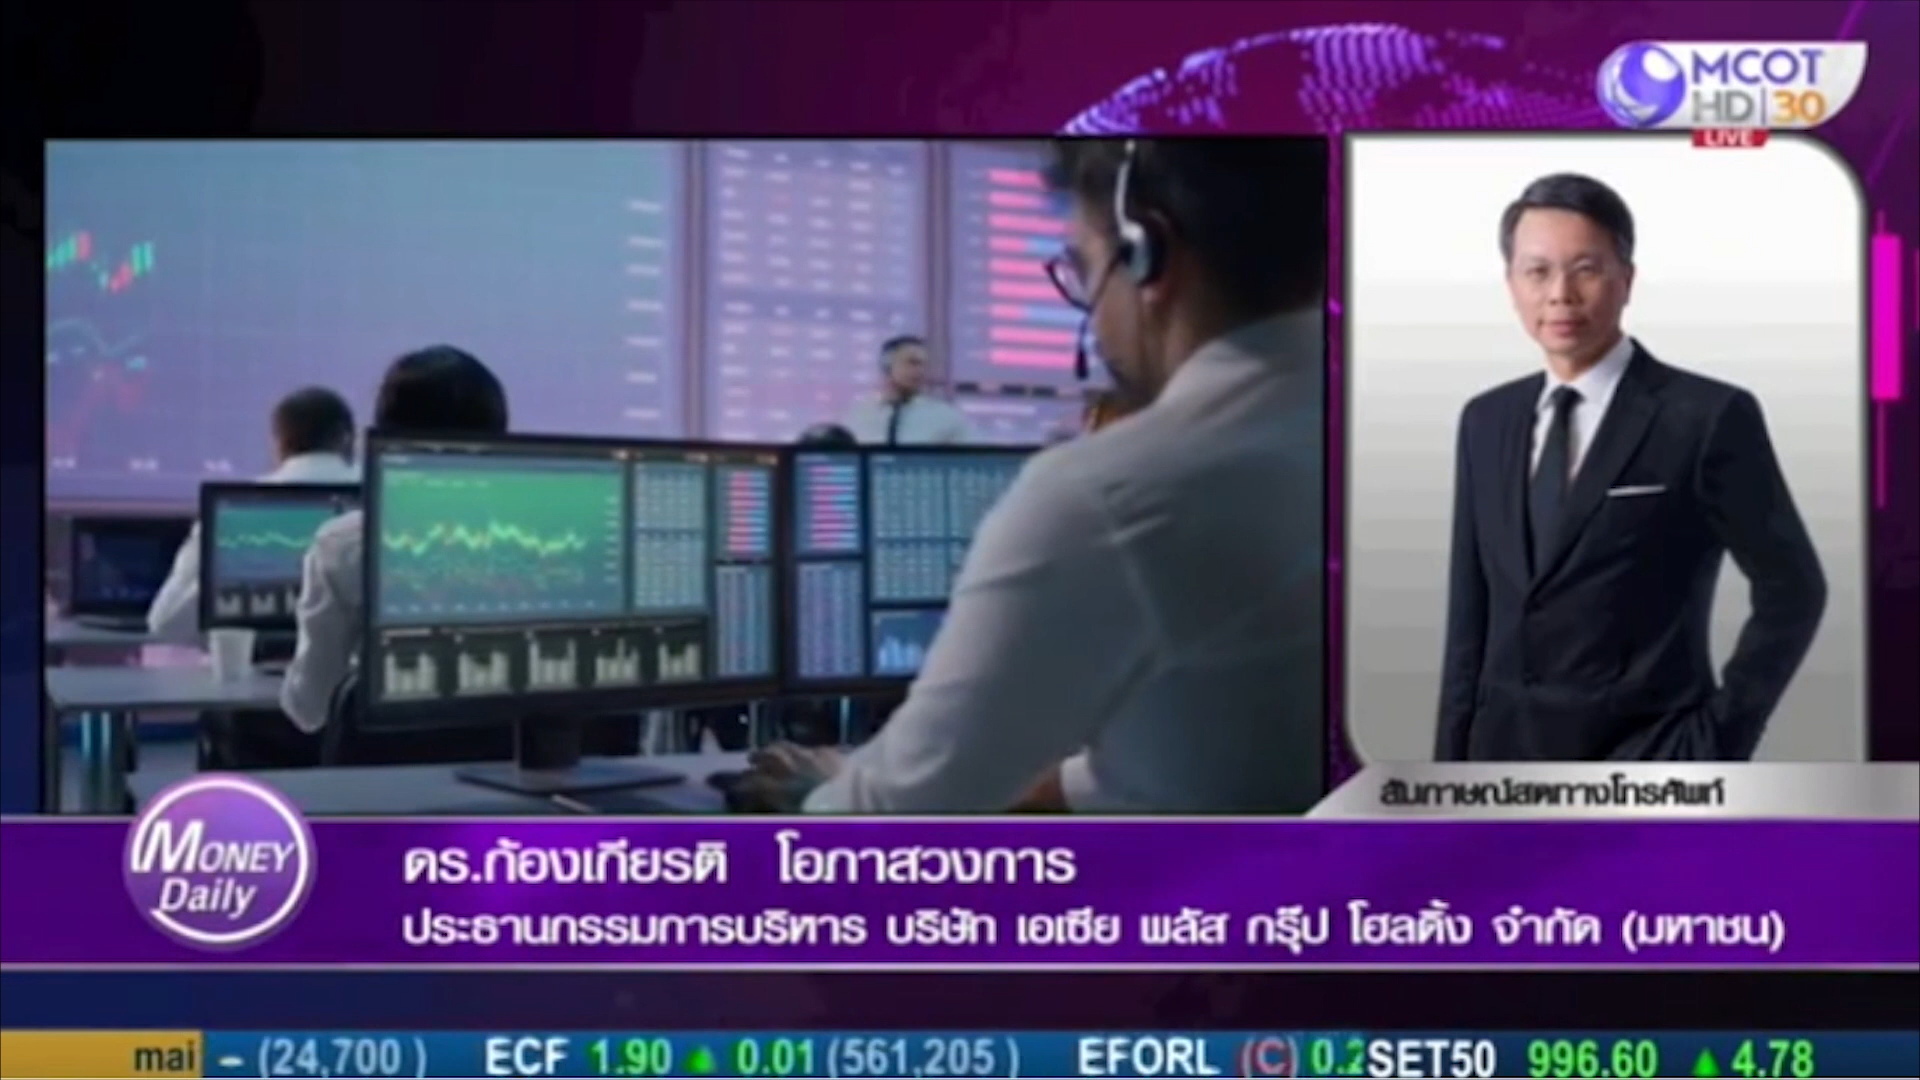 MCOT
HD|30
LIVE
สัมภาษณ์สดทางโทรศัพท์
MONEY
Daily
ดร.ก้องเกียรติ โอภาสวงการ
ประธานกรรมการบริหาร บริษัท เอเซีย พลัส กรุ๊ป โฮลดิ้ง จำกัด (มหาชน)
mai – (24,700 ) ECF 1.90 ▲ 0.01 (561,205 ) EFORL (C) 0.2 SET50 996.60 ▲ 4.78